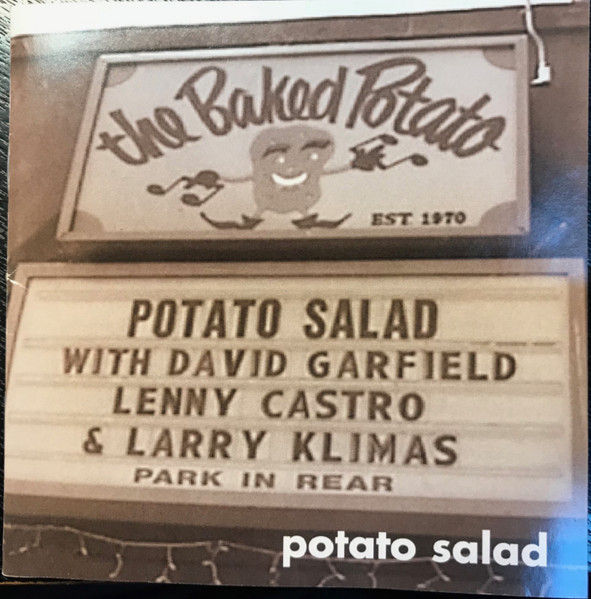 the Baked Potato
EST 1970
POTATO SALAD
WITH DAVID GARFIELD
LENNY CASTRO
& LARRY KLIMAS
PARK IN REAR
potato salad